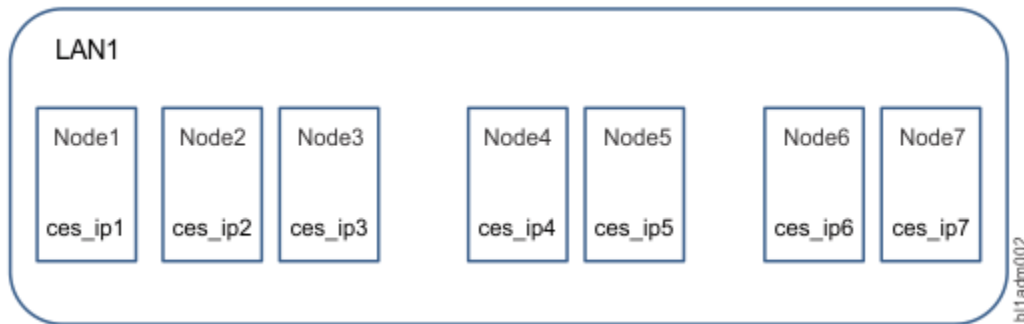 LAN1
Node1 Node2 Node3 Node4 Node5 Node6 Node7
ces_ip1 ces_ip2 ces_ip3 ces_ip4 ces_ip5 ces_ip6 ces_ip7
bl1adm002